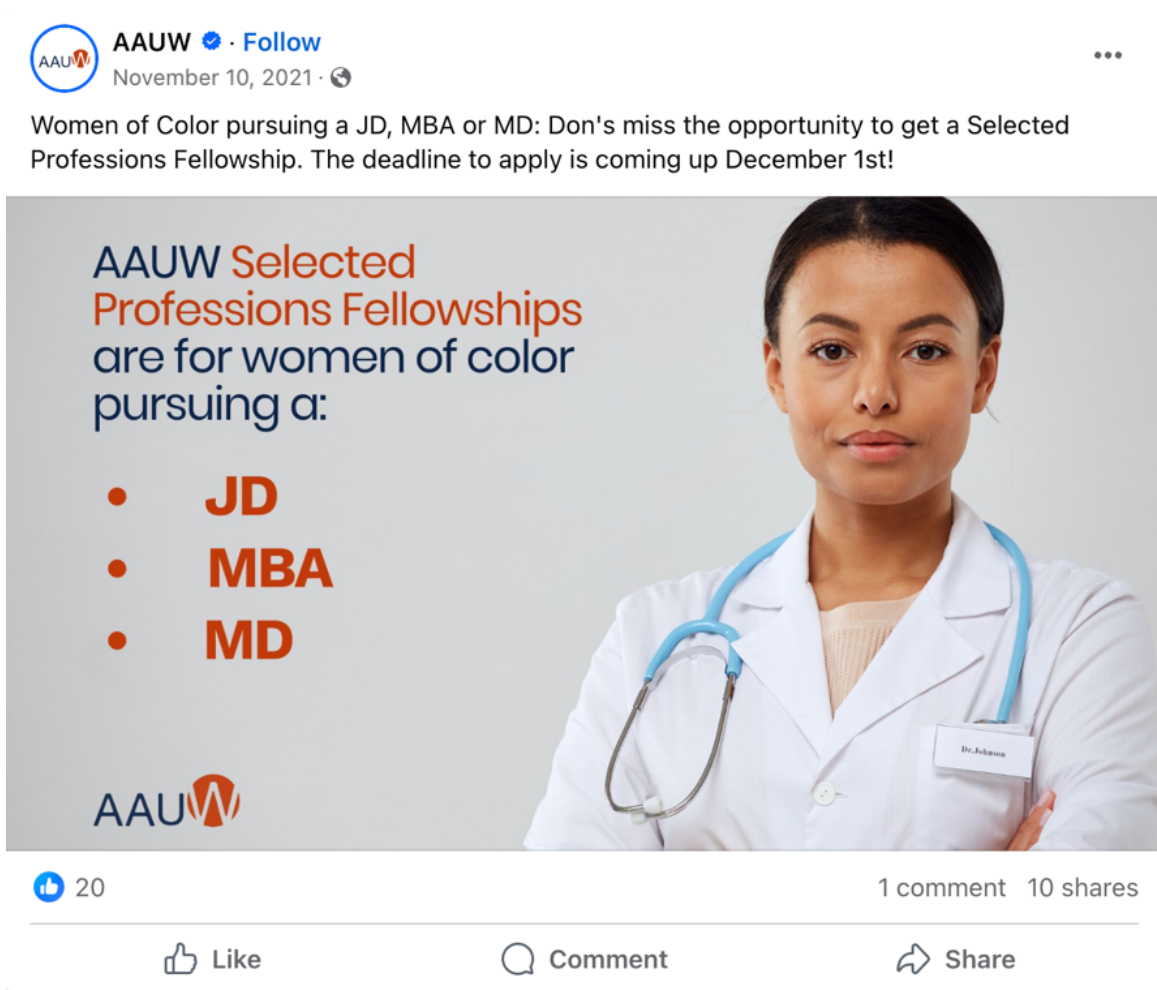 AAUW
AAUW · Follow
November 10, 2021 ·
Women of Color pursuing a JD, MBA or MD: Don's miss the opportunity to get a Selected
Professions Fellowship. The deadline to apply is coming up December 1st!
AAUW Selected
Professions Fellowships
are for women of color
pursuing a:
• JD
• MBA
• MD
Dr.Johnson
AAUW
20
1 comment 10 shares
Like Comment Share